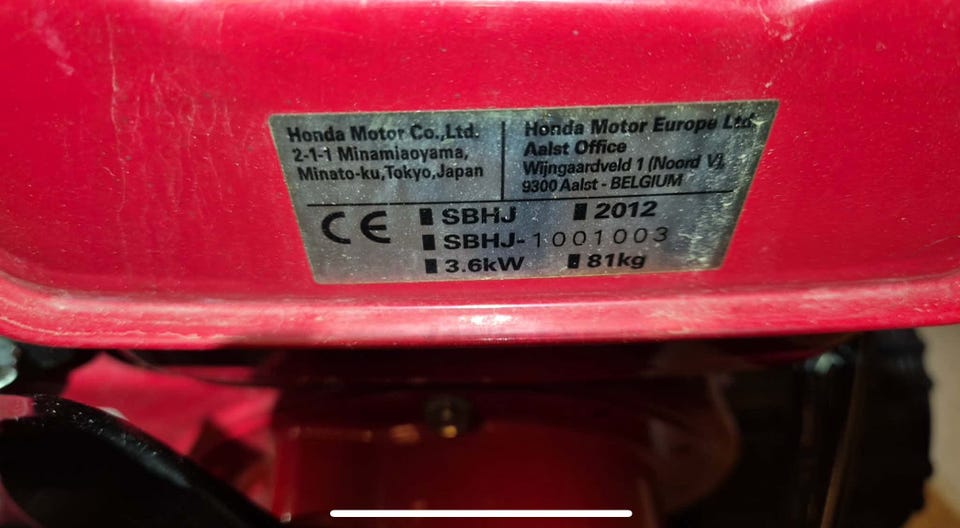 Honda Motor Co.,Ltd.
2-1-1 Minamiaoyama,
Minato-ku,Tokyo,Japan
Honda Motor Europe Ltd
Aalst Office
Wijngaardveld 1 (Noord V),
9300 Aalst - BELGIUM
CE
SBHJ
2012
SBHJ-1001003
3.6kW
81kg